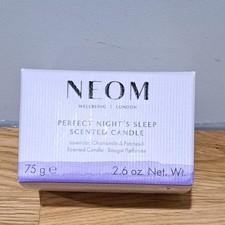 NEOM
WELLBEING | LONDON
PERFECT NIGHT'S SLEEP
SCENTED CANDLE
Lavender, Chamomile & Patchouli
Scented Candle · Bougie Parfumée
75 g e 2.6 oz. Net. Wt.